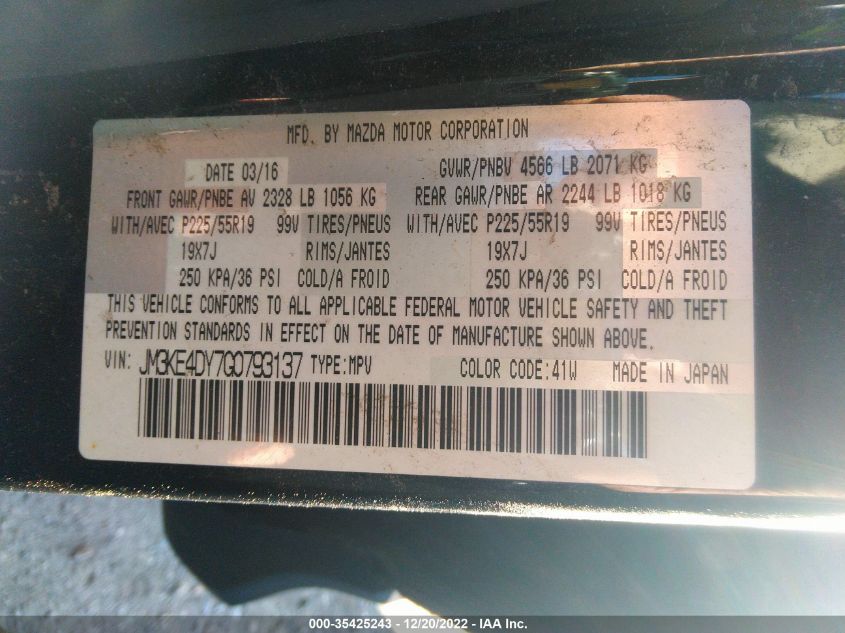 MFD. BY MAZDA MOTOR CORPORATION
DATE 03/16 GVWR/PNBV 4566 LB 2071 KG
FRONT GAWR/PNBE AV 2328 LB 1056 KG REAR GAWR/PNBE AR 2244 LB 1018 KG
WITH/AVEC P225/55R19 99V TIRES/PNEUS WITH/AVEC P225/55R19 99V TIRES/PNEUS
19X7J RIMS/JANTES 19X7J RIMS/JANTES
250 KPA/36 PSI COLD/A FROID 250 KPA/36 PSI COLD/A FROID
THIS VEHICLE CONFORMS TO ALL APPLICABLE FEDERAL MOTOR VEHICLE SAFETY AND THEFT
PREVENTION STANDARDS IN EFFECT ON THE DATE OF MANUFACTURE SHOWN ABOVE.
VIN: JM3KE4DY7G0793137 TYPE:MPV COLOR CODE:41W MADE IN JAPAN
000-35425243 - 12/20/2022 - IAA Inc.